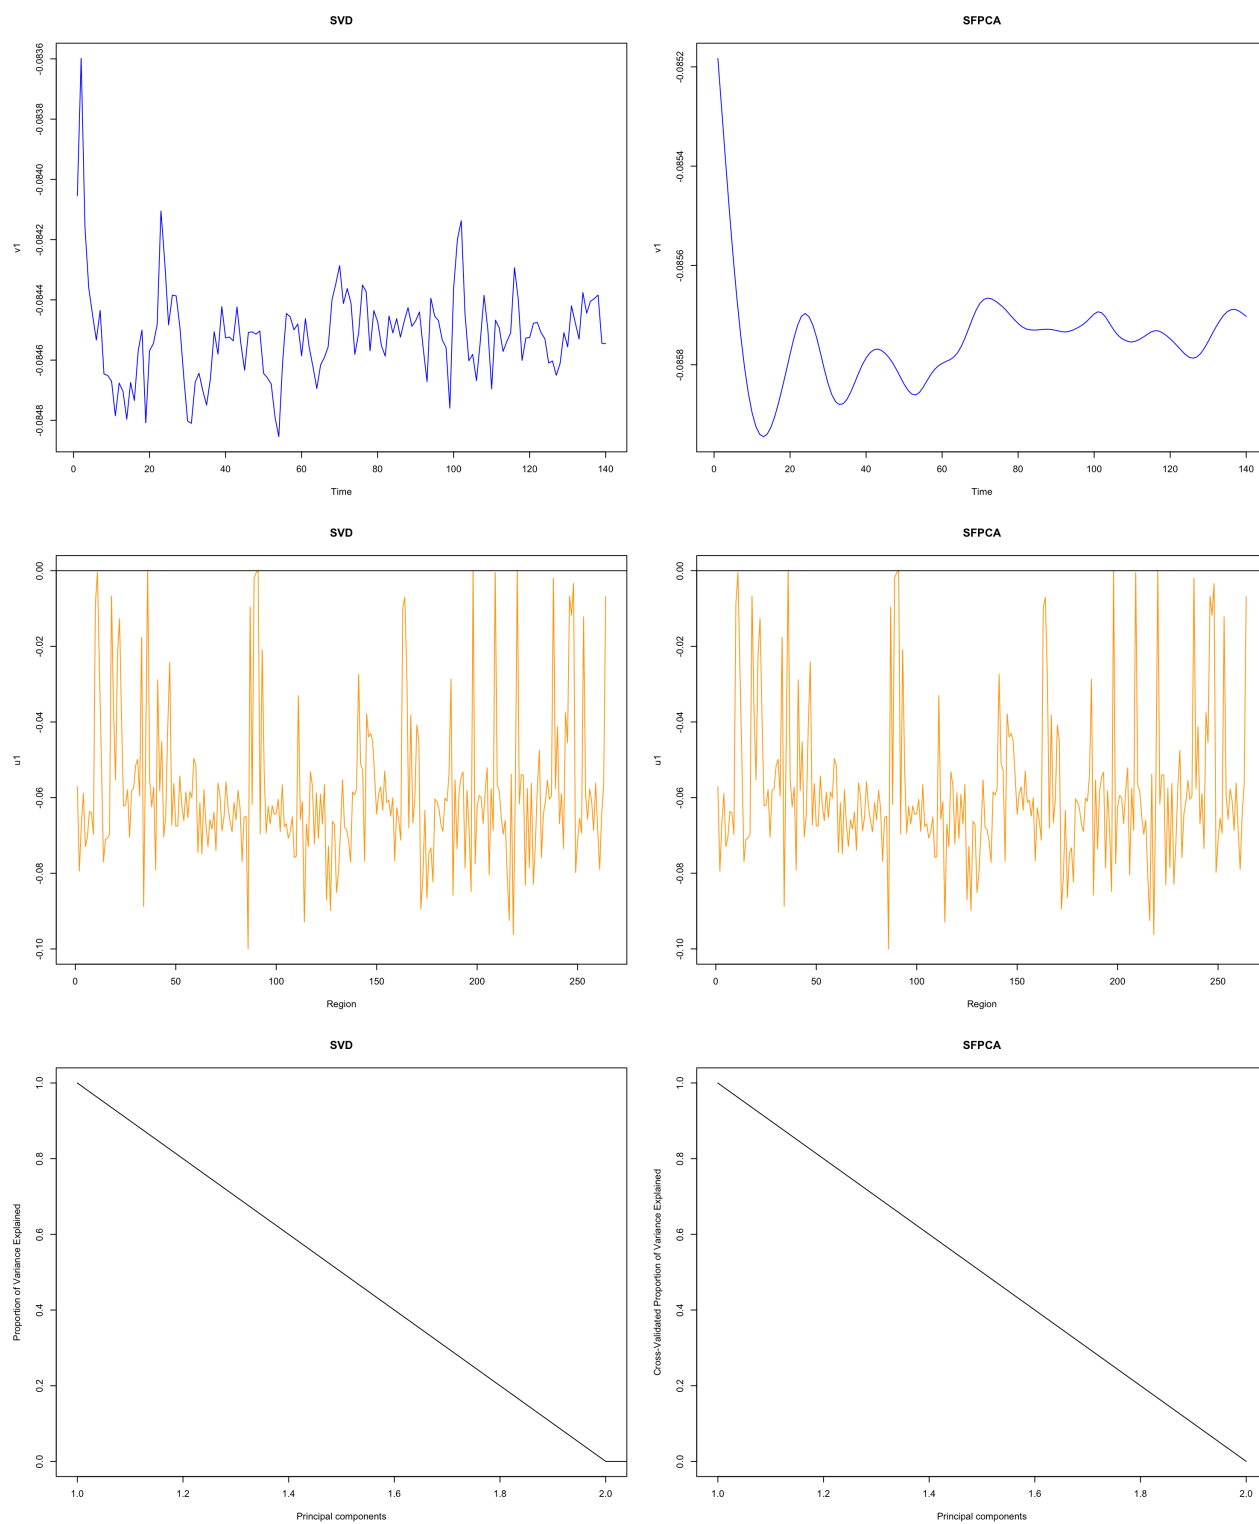 SVD
v1
-0.0848 -0.0846 -0.0844 -0.0842 -0.0840 -0.0838 -0.0836
0 20 40 60 80 100 120 140
Time
SFPCA
v1
-0.0858 -0.0856 -0.0854 -0.0852
0 20 40 60 80 100 120 140
Time
SVD
u1
-0.10 -0.08 -0.06 -0.04 -0.02 0.00
0 50 100 150 200 250
Region
SFPCA
u1
-0.10 -0.08 -0.06 -0.04 -0.02 0.00
0 50 100 150 200 250
Region
SVD
Proportion of Variance Explained
0.0 0.2 0.4 0.6 0.8 1.0
1.0 1.2 1.4 1.6 1.8 2.0
Principal components
SFPCA
Cross-Validated Proportion of Variance Explained
0.0 0.2 0.4 0.6 0.8 1.0
1.0 1.2 1.4 1.6 1.8 2.0
Principal components